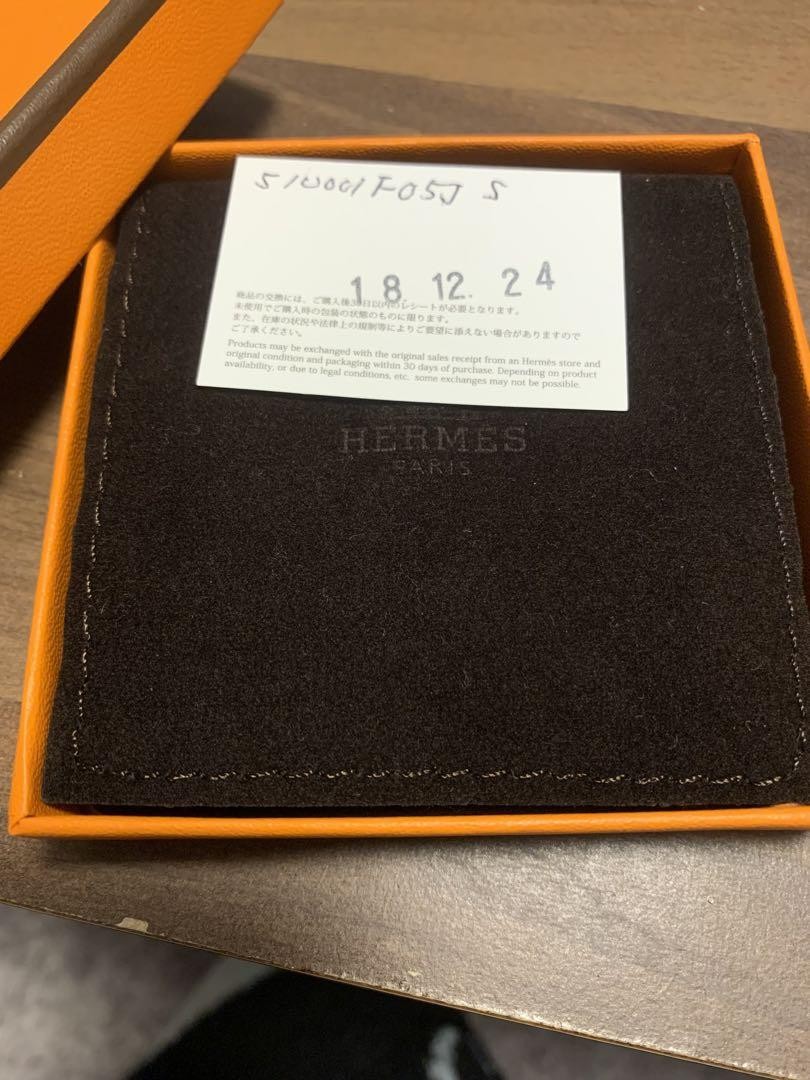 S10001F05J S
18.12.24
商品の交換には、ご購入後30日以内のレシートが必要となります。
未使用でご購入時の包装の状態のものに限ります。
また、在庫の状況や法律上の規制等によりご要望に添えない場合がありますので
ご了承ください。
Products may be exchanged with the original sales receipt from an Hermès store and
original condition and packaging within 30 days of purchase. Depending on product
availability, or due to legal conditions, etc. some exchanges may not be possible.
HERMÈS
PARIS